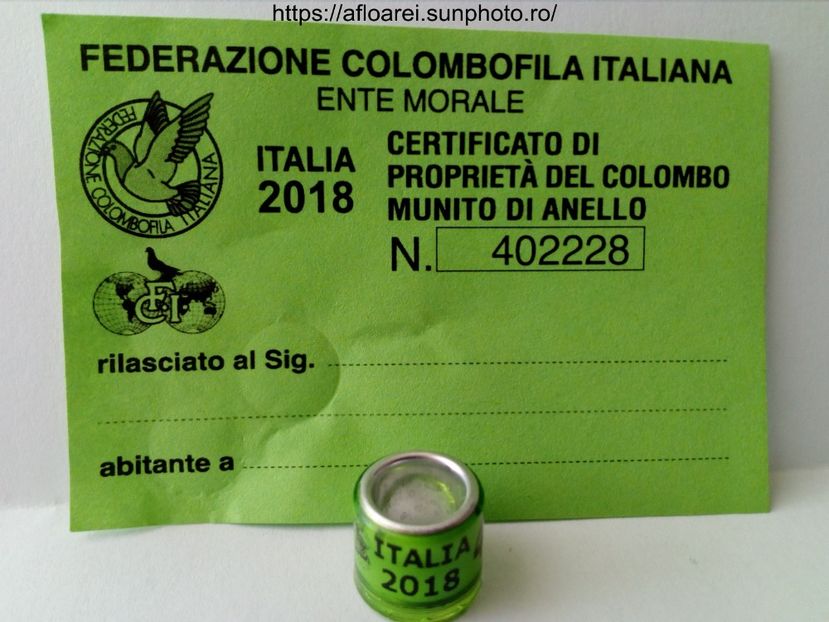 https://afloarei.sunphoto.ro/
FEDERAZIONE COLOMBOFILA ITALIANA
ENTE MORALE
FEDERAZIONE COLOMBOFILA ITALIANA
ITALIA
2018
CERTIFICATO DI
PROPRIETÀ DEL COLOMBO
MUNITO DI ANELLO
N. 402228
FCI
rilasciato al Sig.
abitante a
ITALIA
2018